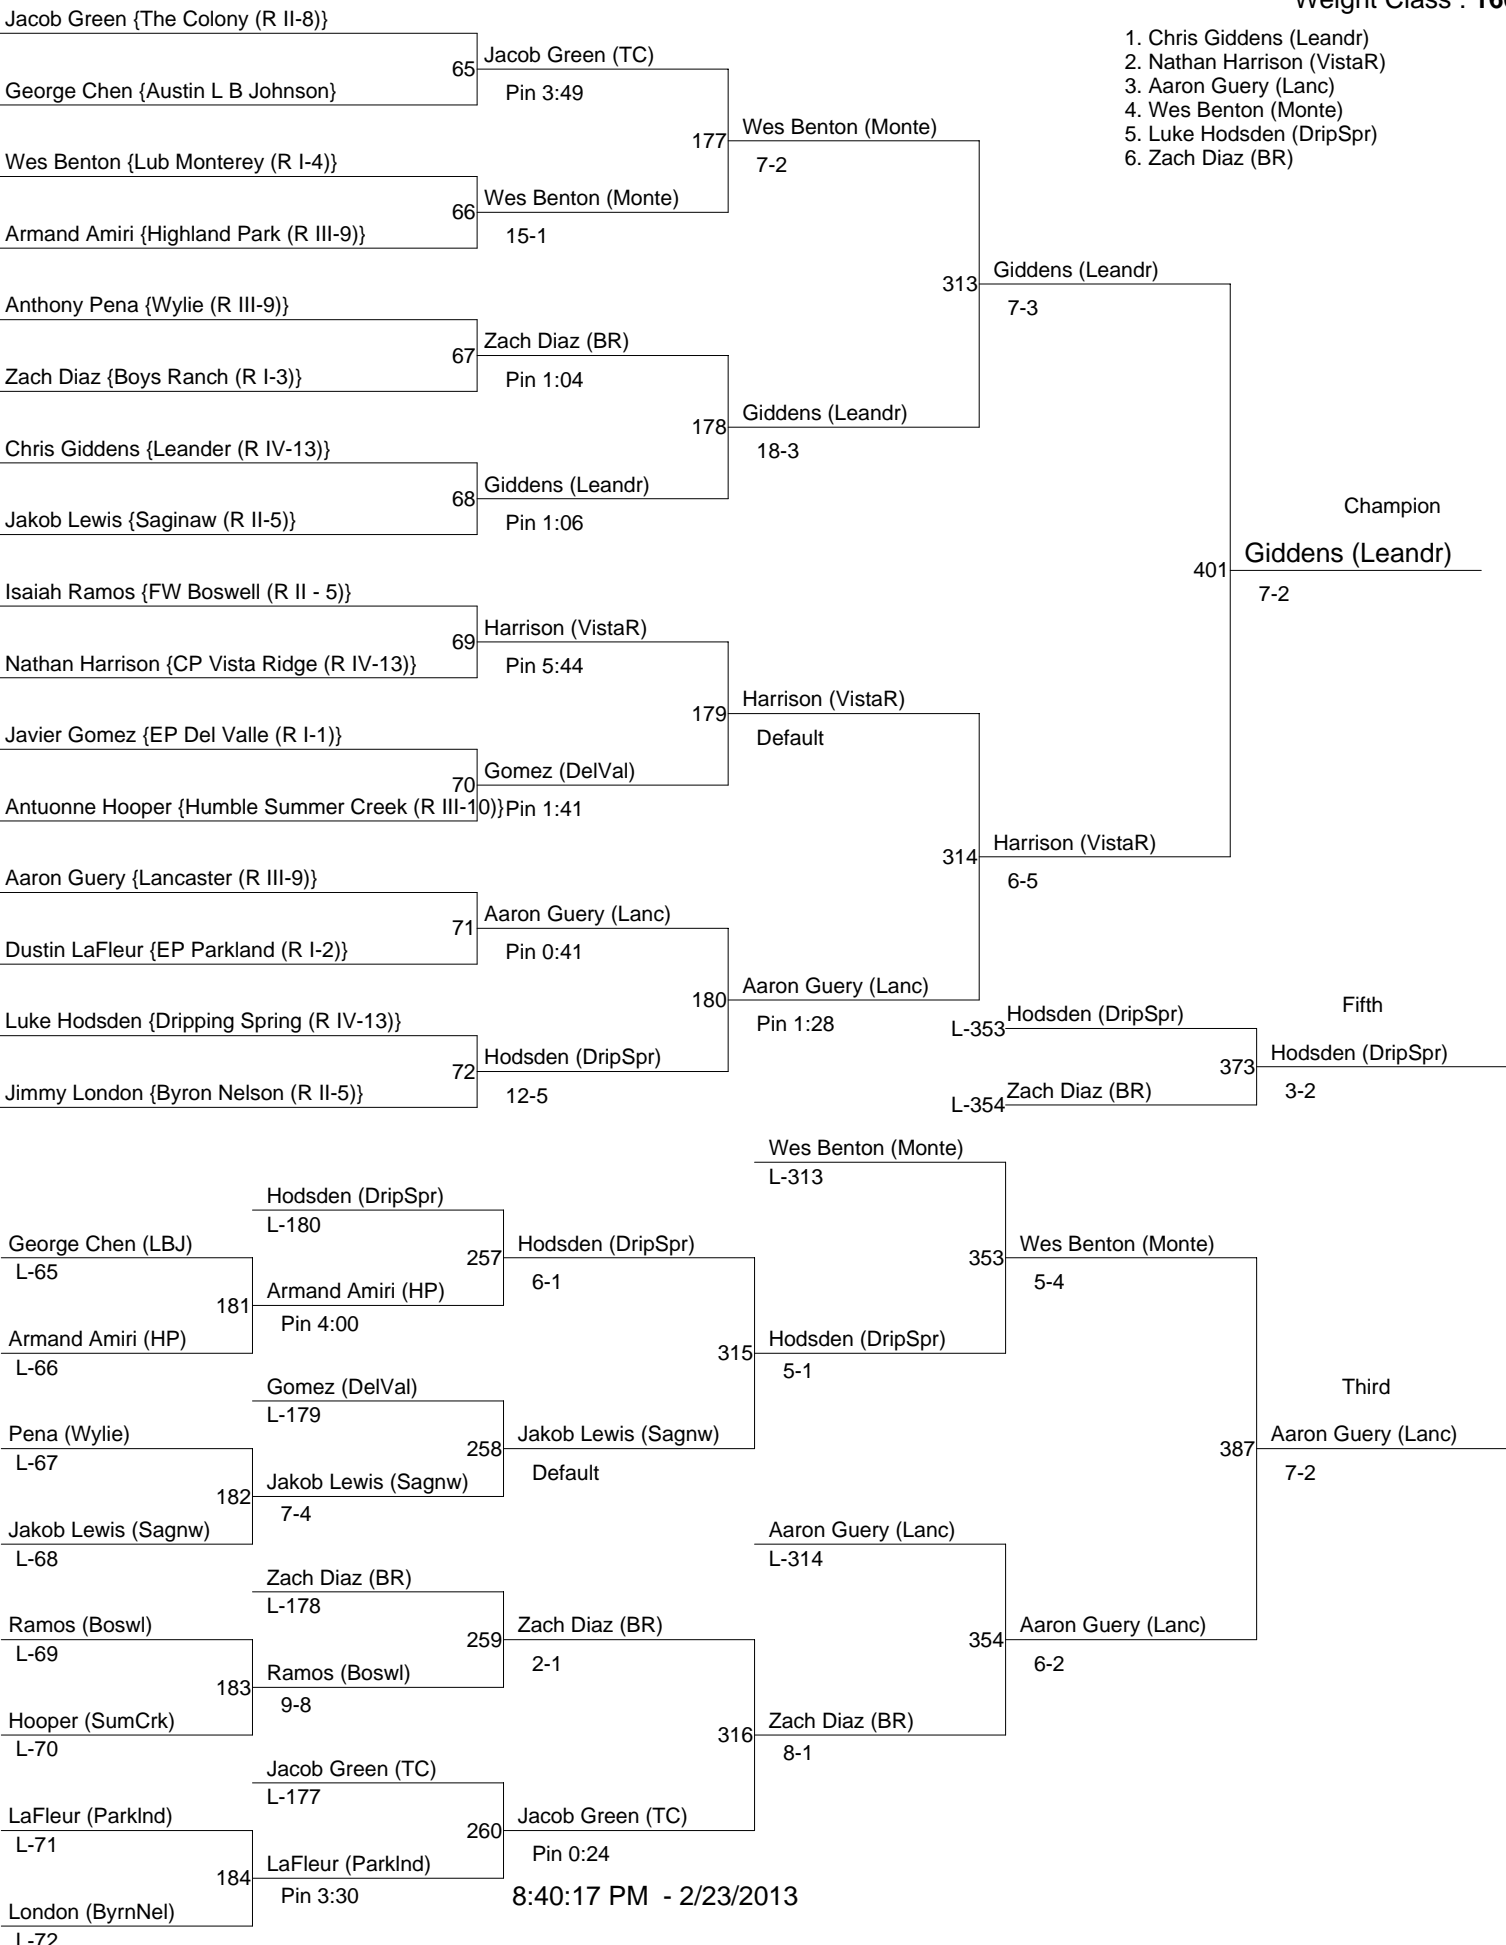 Weight Class :
1. Chris Giddens (Leandr)
2. Nathan Harrison (VistaR)
3. Aaron Guery (Lanc)
4. Wes Benton (Monte)
5. Luke Hodsden (DripSpr)
6. Zach Diaz (BR)
Jacob Green {The Colony (R II-8)}
65
George Chen {Austin L B Johnson}
Jacob Green (TC)
Pin 3:49
177
Wes Benton {Lub Monterey (R I-4)}
66
Armand Amiri {Highland Park (R III-9)}
Wes Benton (Monte)
15-1
Wes Benton (Monte)
7-2
313
Anthony Pena {Wylie (R III-9)}
67
Zach Diaz {Boys Ranch (R I-3)}
Zach Diaz (BR)
Pin 1:04
178
Chris Giddens {Leander (R IV-13)}
68
Jakob Lewis {Saginaw (R II-5)}
Giddens (Leandr)
Pin 1:06
Giddens (Leandr)
18-3
Giddens (Leandr)
7-3
401
Champion
Giddens (Leandr)
7-2
Isaiah Ramos {FW Boswell (R II - 5)}
69
Nathan Harrison {CP Vista Ridge (R IV-13)}
Harrison (VistaR)
Pin 5:44
179
Javier Gomez {EP Del Valle (R I-1)}
70
Antuonne Hooper {Humble Summer Creek (R III-10)}
Gomez (DelVal)
Pin 1:41
Harrison (VistaR)
Default
314
Aaron Guery {Lancaster (R III-9)}
71
Dustin LaFleur {EP Parkland (R I-2)}
Aaron Guery (Lanc)
Pin 0:41
180
Luke Hodsden {Dripping Spring (R IV-13)}
72
Jimmy London {Byron Nelson (R II-5)}
Hodsden (DripSpr)
12-5
Aaron Guery (Lanc)
Pin 1:28
Harrison (VistaR)
6-5
Fifth
L-353
Hodsden (DripSpr)
373
L-354
Zach Diaz (BR)
Hodsden (DripSpr)
3-2
George Chen (LBJ)
L-65
181
Armand Amiri (HP)
L-66
Hodsden (DripSpr)
L-180
257
Armand Amiri (HP)
Pin 4:00
Hodsden (DripSpr)
6-1
315
Pena (Wylie)
L-67
182
Jakob Lewis (Sagnw)
L-68
Gomez (DelVal)
L-179
258
Jakob Lewis (Sagnw)
7-4
Jakob Lewis (Sagnw)
Default
Wes Benton (Monte)
L-313
353
Hodsden (DripSpr)
5-1
Wes Benton (Monte)
5-4
387
Third
Aaron Guery (Lanc)
7-2
Ramos (Boswl)
L-69
183
Hooper (SumCrk)
L-70
Zach Diaz (BR)
L-178
259
Ramos (Boswl)
9-8
Zach Diaz (BR)
2-1
316
LaFleur (Parklnd)
L-71
184
London (ByrnNel)
L-72
Jacob Green (TC)
L-177
260
LaFleur (Parklnd)
Pin 3:30
Jacob Green (TC)
Pin 0:24
Aaron Guery (Lanc)
L-314
354
Zach Diaz (BR)
8-1
Aaron Guery (Lanc)
6-2
8:40:17 PM - 2/23/2013